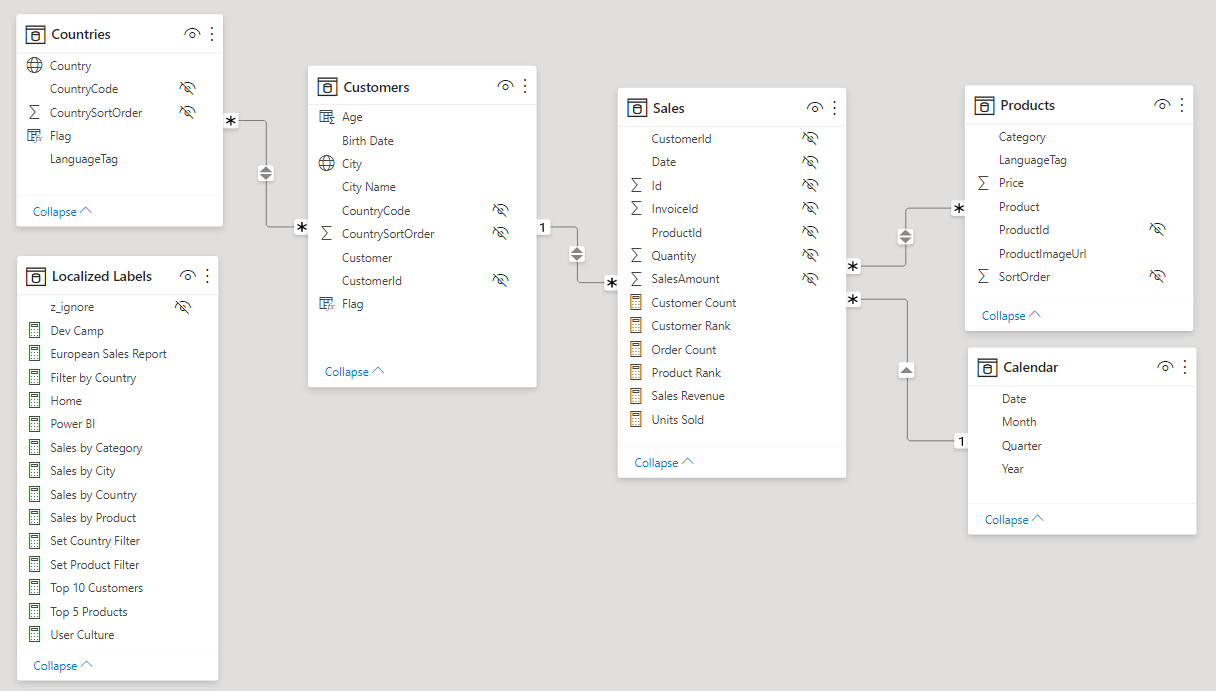 Countries
Country
CountryCode
CountrySortOrder
Flag
LanguageTag
Collapse
Localized Labels
z_ignore
Dev Camp
European Sales Report
Filter by Country
Home
Power BI
Sales by Category
Sales by City
Sales by Country
Sales by Product
Set Country Filter
Set Product Filter
Top 10 Customers
Top 5 Products
User Culture
Collapse
*
*
Customers
Age
Birth Date
City
City Name
CountryCode
CountrySortOrder
Customer
CustomerId
Flag
Collapse
1
*
Sales
CustomerId
Date
Id
InvoiceId
ProductId
Quantity
SalesAmount
Customer Count
Customer Rank
Order Count
Product Rank
Sales Revenue
Units Sold
Collapse
*
*
*
1
Products
Category
LanguageTag
Price
Product
ProductId
ProductImageUrl
SortOrder
Collapse
Calendar
Date
Month
Quarter
Year
Collapse